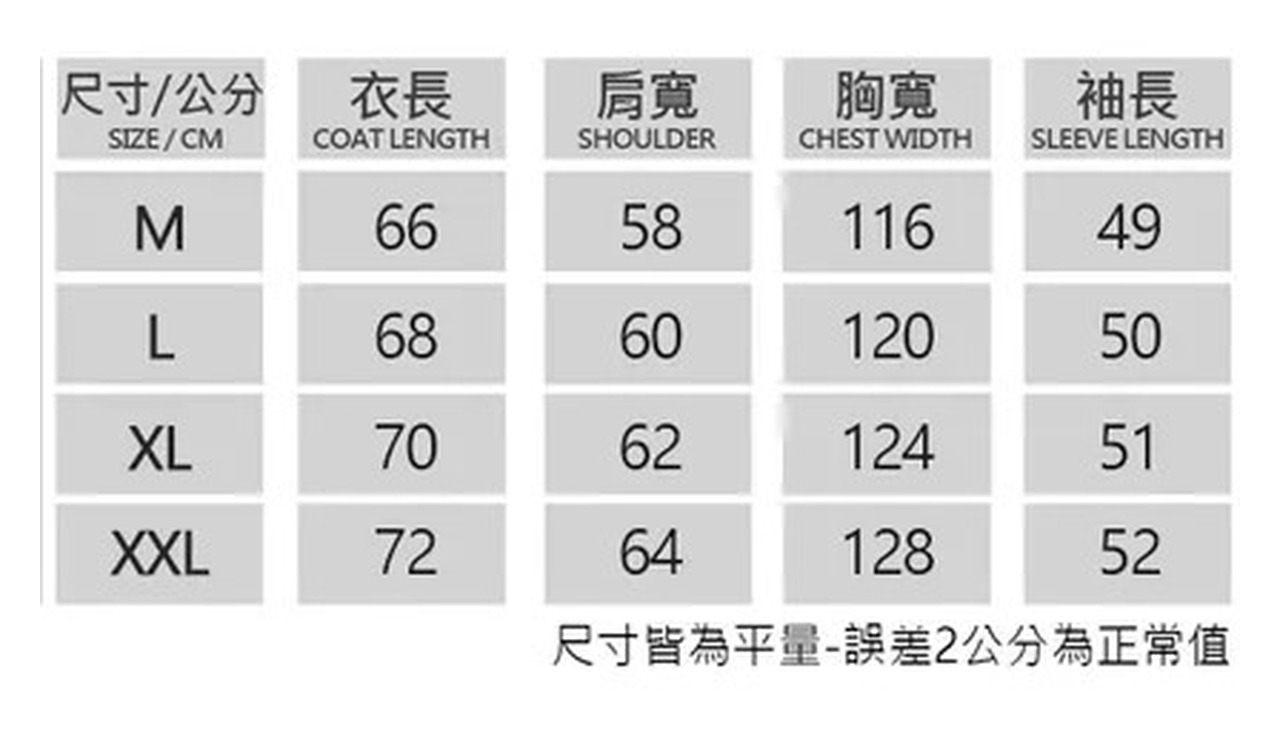 尺寸/公分 衣長 肩寬 胸寬 袖長
SIZE / CM COAT LENGTH SHOULDER CHEST WIDTH SLEEVE LENGTH
M 66 58 116 49
L 68 60 120 50
XL 70 62 124 51
XXL 72 64 128 52
尺寸皆為平量-誤差2公分為正常值